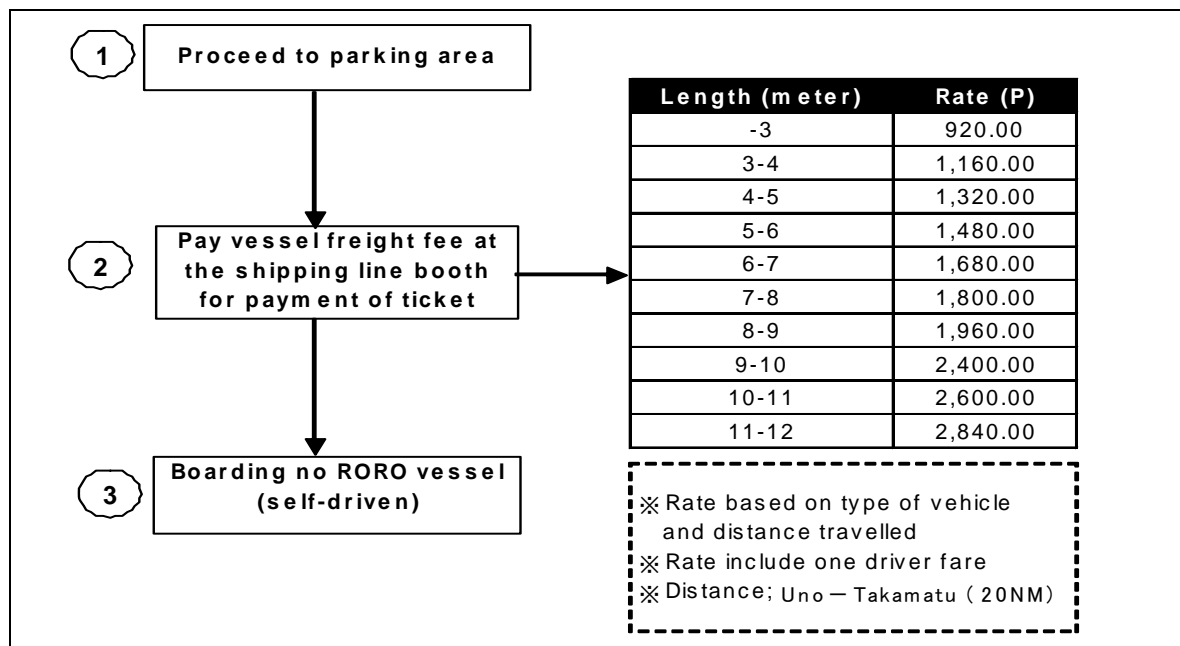 1
Proceed to parking area
2
Pay vessel freight fee at
the shipping line booth
for payment of ticket
3
Boarding no RORO vessel
(self-driven)
Length (meter) Rate (P)
-3 920.00
3-4 1,160.00
4-5 1,320.00
5-6 1,480.00
6-7 1,680.00
7-8 1,800.00
8-9 1,960.00
9-10 2,400.00
10-11 2,600.00
11-12 2,840.00
※ Rate based on type of vehicle
and distance travelled
※ Rate include one driver fare
※ Distance; Uno－Takamatu（20NM）